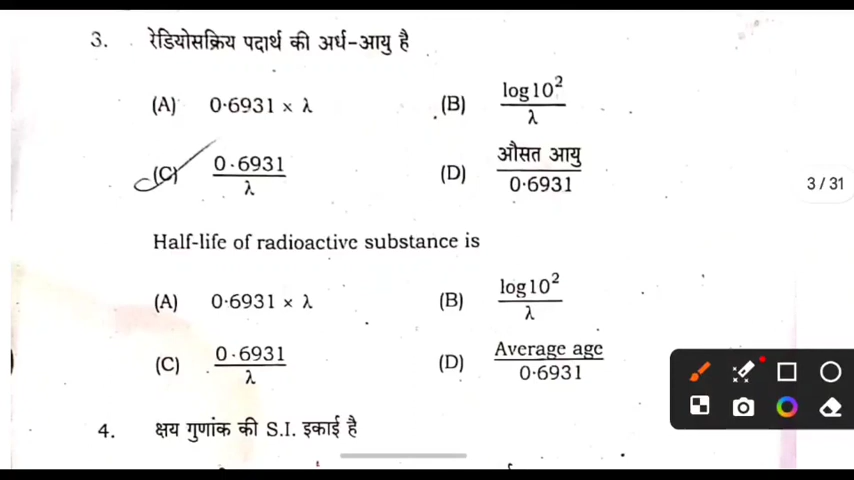 3. रेडियोसक्रिय पदार्थ की अर्ध-आयु है
(A) 0·6931 × λ (B) log10² / λ
(C) 0·6931 / λ (D) औसत आयु / 0·6931
3 / 31
Half-life of radioactive substance is
(A) 0·6931 × λ (B) log10² / λ
(C) 0·6931 / λ (D) Average age / 0·6931
4. क्षय गुणांक की S.I. इकाई है